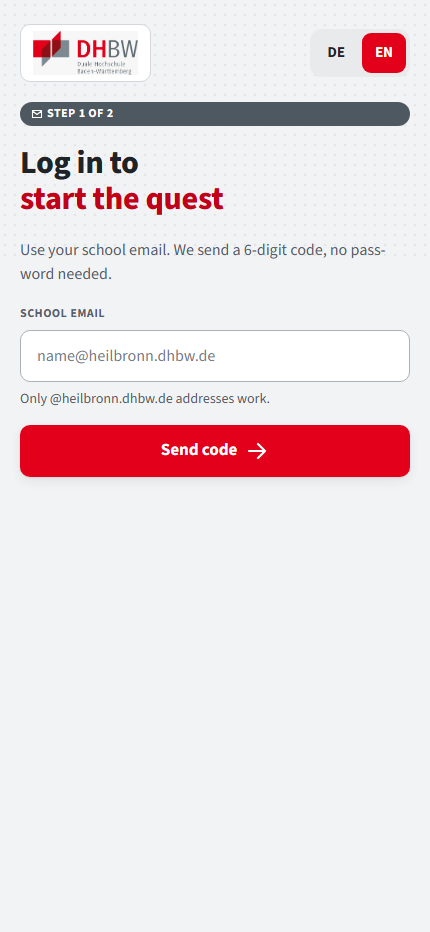 DHBW
Duale Hochschule
Baden-Württemberg
DE
EN
STEP 1 OF 2
Log in to
start the quest
Use your school email. We send a 6-digit code, no pass-
word needed.
SCHOOL EMAIL
name@heilbronn.dhbw.de
Only @heilbronn.dhbw.de addresses work.
Send code